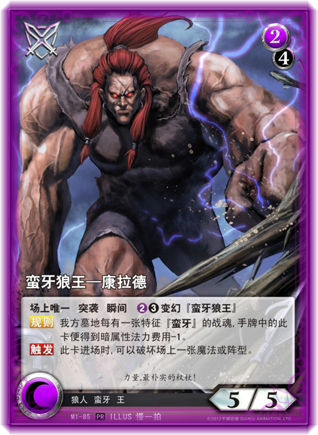 2
4
蛮牙狼王—康拉德
场上唯一 突袭 瞬间 2 3 变幻『蛮牙狼王』
规则 我方墓地每有一张特征『蛮牙』的战魂, 手牌中的此
卡便得到暗属性法力费用-1。
触发 此卡进场时, 可以破坏场上一张魔法或阵型。
力量, 最朴实的权杖!
狼人 蛮牙 王
5 / 5
M1-85 PR ILLUS 慢一拍